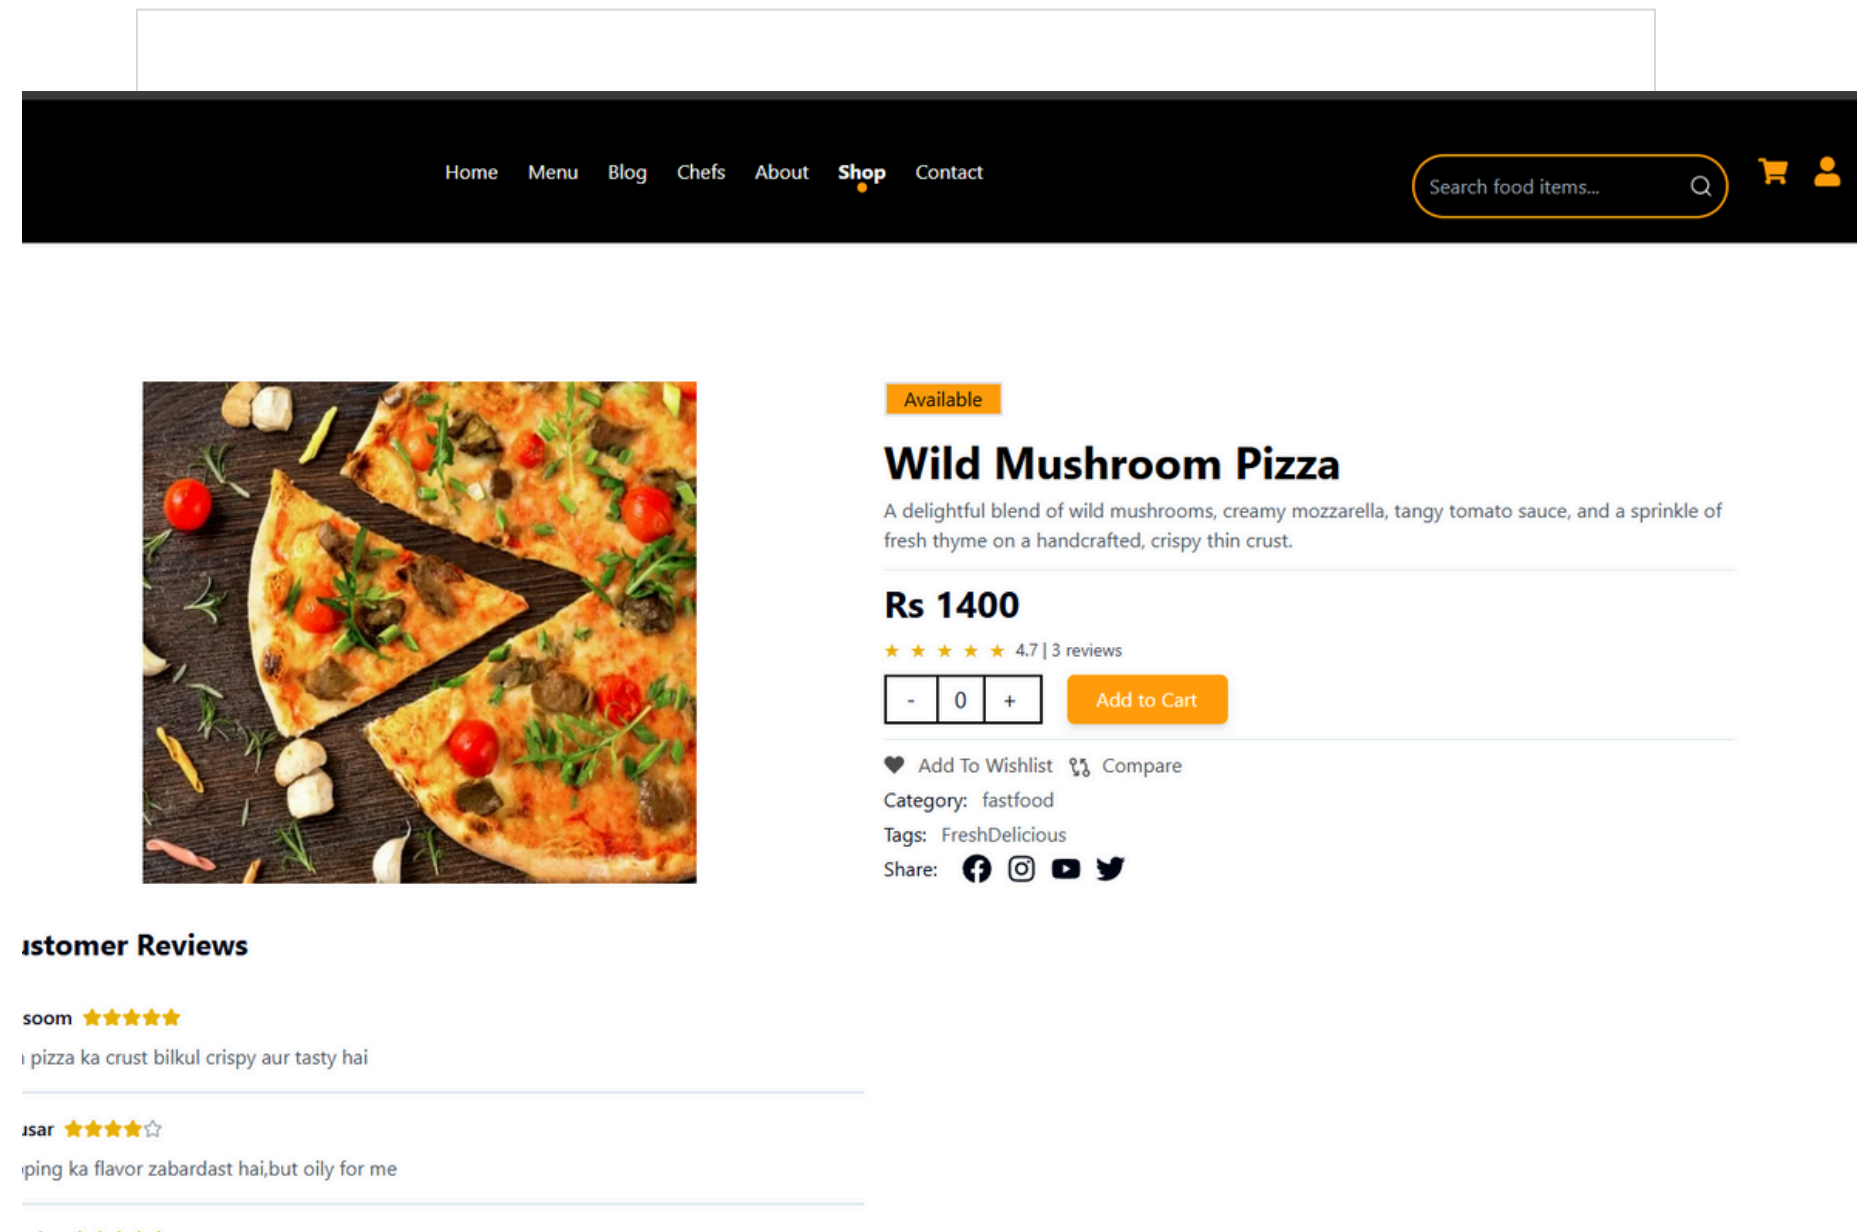 Home Menu Blog Chefs About Shop Contact
Search food items...
Available
Wild Mushroom Pizza
A delightful blend of wild mushrooms, creamy mozzarella, tangy tomato sauce, and a sprinkle of
fresh thyme on a handcrafted, crispy thin crust.
Rs 1400
4.7 | 3 reviews
- 0 + Add to Cart
Add To Wishlist Compare
Category: fastfood
Tags: FreshDelicious
Share:
ustomer Reviews
soom
pizza ka crust bilkul crispy aur tasty hai
usar
ping ka flavor zabardast hai,but oily for me